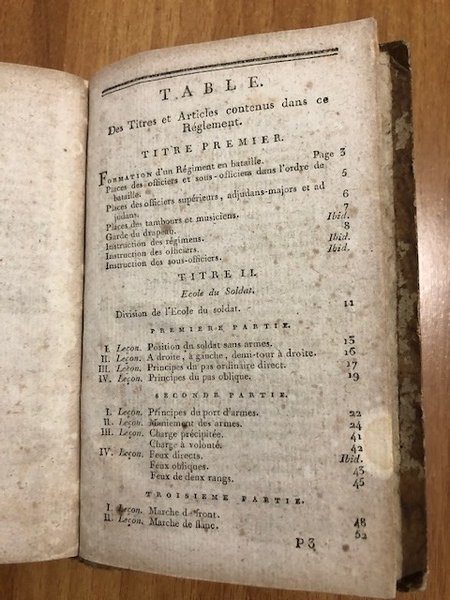 TABLE.
Des Titres et Articles contenus dans ce
Réglement.
TITRE PREMIER.
FORMATION d'un Régiment en bataille. Page 3
Places des officiers et sous-officiers dans l'ordre de
bataille. 5
Places des officiers supérieurs, adjudans-majors et ad
judans. 6
Places des tambours et musiciens. 7
Garde du drapeau. Ibid.
Instruction des régimens. 8
Instruction des officiers. Ibid.
Instruction des sous-officiers. Ibid.
TITRE II.
Ecole du Soldat.
Division de l'Ecole du soldat. 11
PREMIERE PARTIE.
I. Leçon. Position du soldat sans armes. 15
II. Leçon. A droite, à gauche, demi-tour à droite. 16
III. Leçon. Principes du pas ordinaire direct. 17
IV. Leçon. Principes du pas oblique. 19
SECONDE PARTIE.
I. Leçon. Principes du port d'armes. 22
II. Leçon. Maniement des armes. 24
III. Leçon. Charge précipitée. 41
Charge à volonté. 42
IV. Leçon. Feux directs. Ibid.
Feux obliques. 43
Feux de deux rangs. 45
TROISIEME PARTIE.
I. Leçon. Marche de front. 48
II. Leçon. Marche de flanc. 52
P3